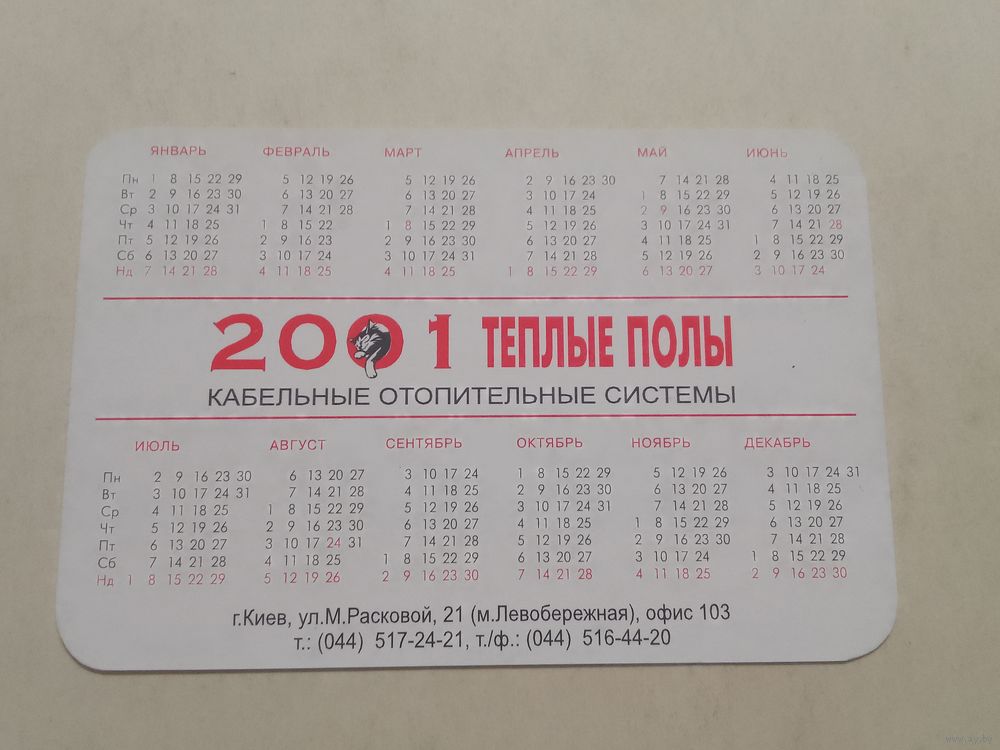 ЯНВАРЬ ФЕВРАЛЬ МАРТ АПРЕЛЬ МАЙ ИЮНЬ
Пн 1 8 15 22 29 5 12 19 26 5 12 19 26 2 9 16 23 30 7 14 21 28 4 11 18 25
Вт 2 9 16 23 30 6 13 20 27 6 13 20 27 3 10 17 24 1 8 15 22 29 5 12 19 26
Ср 3 10 17 24 31 7 14 21 28 7 14 21 28 4 11 18 25 2 9 16 23 30 6 13 20 27
Чт 4 11 18 25 1 8 15 22 1 8 15 22 29 5 12 19 26 3 10 17 24 31 7 14 21 28
Пт 5 12 19 26 2 9 16 23 2 9 16 23 30 6 13 20 27 4 11 18 25 1 8 15 22 29
Сб 6 13 20 27 3 10 17 24 3 10 17 24 31 7 14 21 28 5 12 19 26 2 9 16 23 30
Нд 7 14 21 28 4 11 18 25 4 11 18 25 1 8 15 22 29 6 13 20 27 3 10 17 24
2001 ТЕПЛЫЕ ПОЛЫ
КАБЕЛЬНЫЕ ОТОПИТЕЛЬНЫЕ СИСТЕМЫ
ИЮЛЬ АВГУСТ СЕНТЯБРЬ ОКТЯБРЬ НОЯБРЬ ДЕКАБРЬ
Пн 2 9 16 23 30 6 13 20 27 3 10 17 24 1 8 15 22 29 5 12 19 26 3 10 17 24 31
Вт 3 10 17 24 31 7 14 21 28 4 11 18 25 2 9 16 23 30 6 13 20 27 4 11 18 25
Ср 4 11 18 25 1 8 15 22 29 5 12 19 26 3 10 17 24 31 7 14 21 28 5 12 19 26
Чт 5 12 19 26 2 9 16 23 30 6 13 20 27 4 11 18 25 1 8 15 22 29 6 13 20 27
Пт 6 13 20 27 3 10 17 24 31 7 14 21 28 5 12 19 26 2 9 16 23 30 7 14 21 28
Сб 7 14 21 28 4 11 18 25 1 8 15 22 29 6 13 20 27 3 10 17 24 1 8 15 22 29
Нд 1 8 15 22 29 5 12 19 26 2 9 16 23 30 7 14 21 28 4 11 18 25 2 9 16 23 30
г.Киев, ул.М.Расковой, 21 (м.Левобережная), офис 103
т.: (044) 517-24-21, т./ф.: (044) 516-44-20